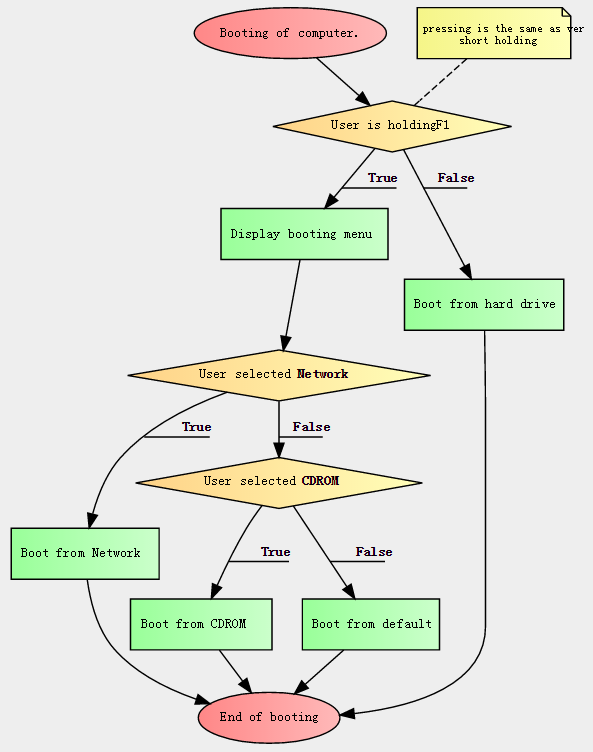 Booting of computer.
pressing is the same as ver
short holding
User is holdingF1
True
False
Display booting menu
Boot from hard drive
User selected Network
True
False
User selected CDROM
True
False
Boot from Network
Boot from CDROM
Boot from default
End of booting